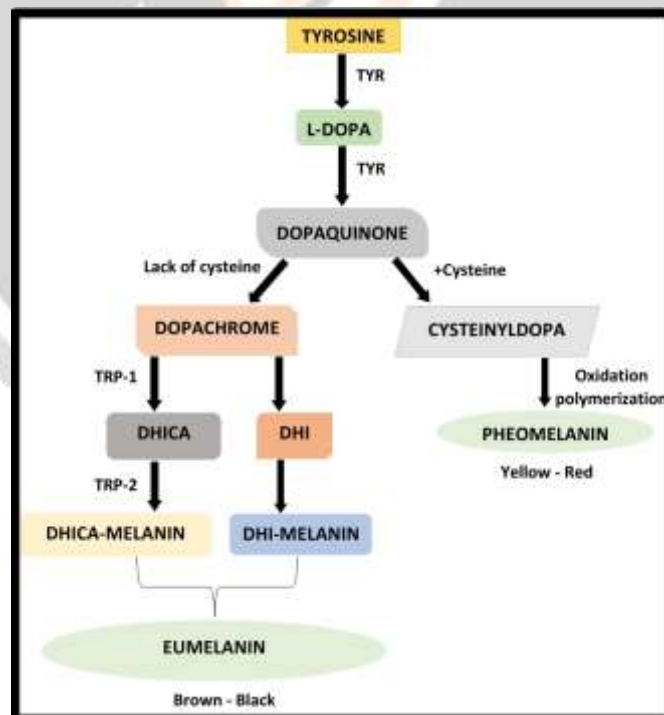 TYROSINE
TYR
L-DOPA
TYR
DOPAQUINONE
Lack of cysteine
+Cysteine
DOPACHROME
CYSTEINYLDOPA
TRP-1
Oxidation
polymerization
DHICA
DHI
PHEOMELANIN
Yellow - Red
TRP-2
DHICA-MELANIN
DHI-MELANIN
EUMELANIN
Brown - Black